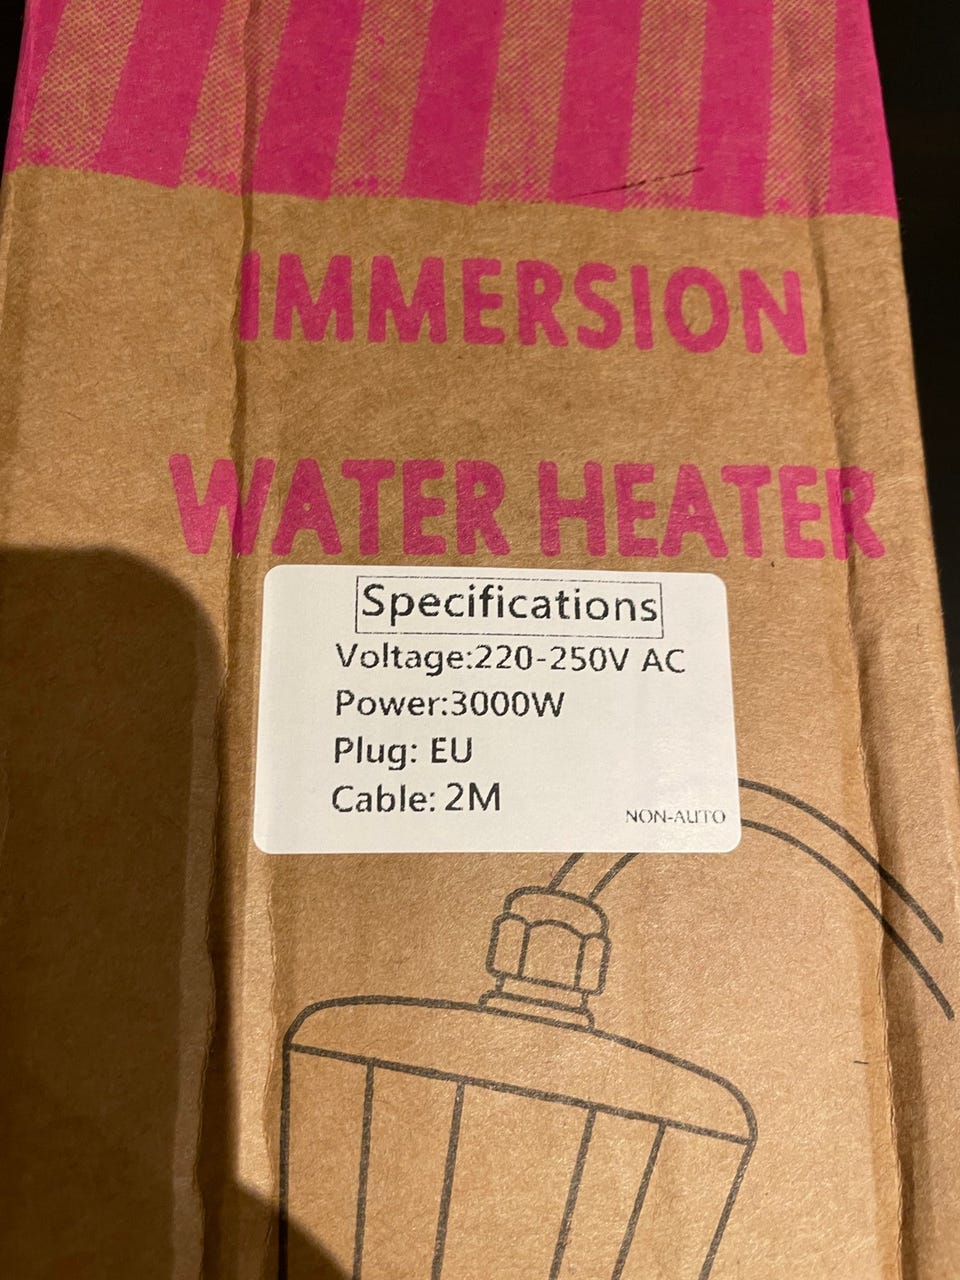 IMMERSION
WATER HEATER
Specifications
Voltage:220-250V AC
Power:3000W
Plug: EU
Cable: 2M
NON-AUTO